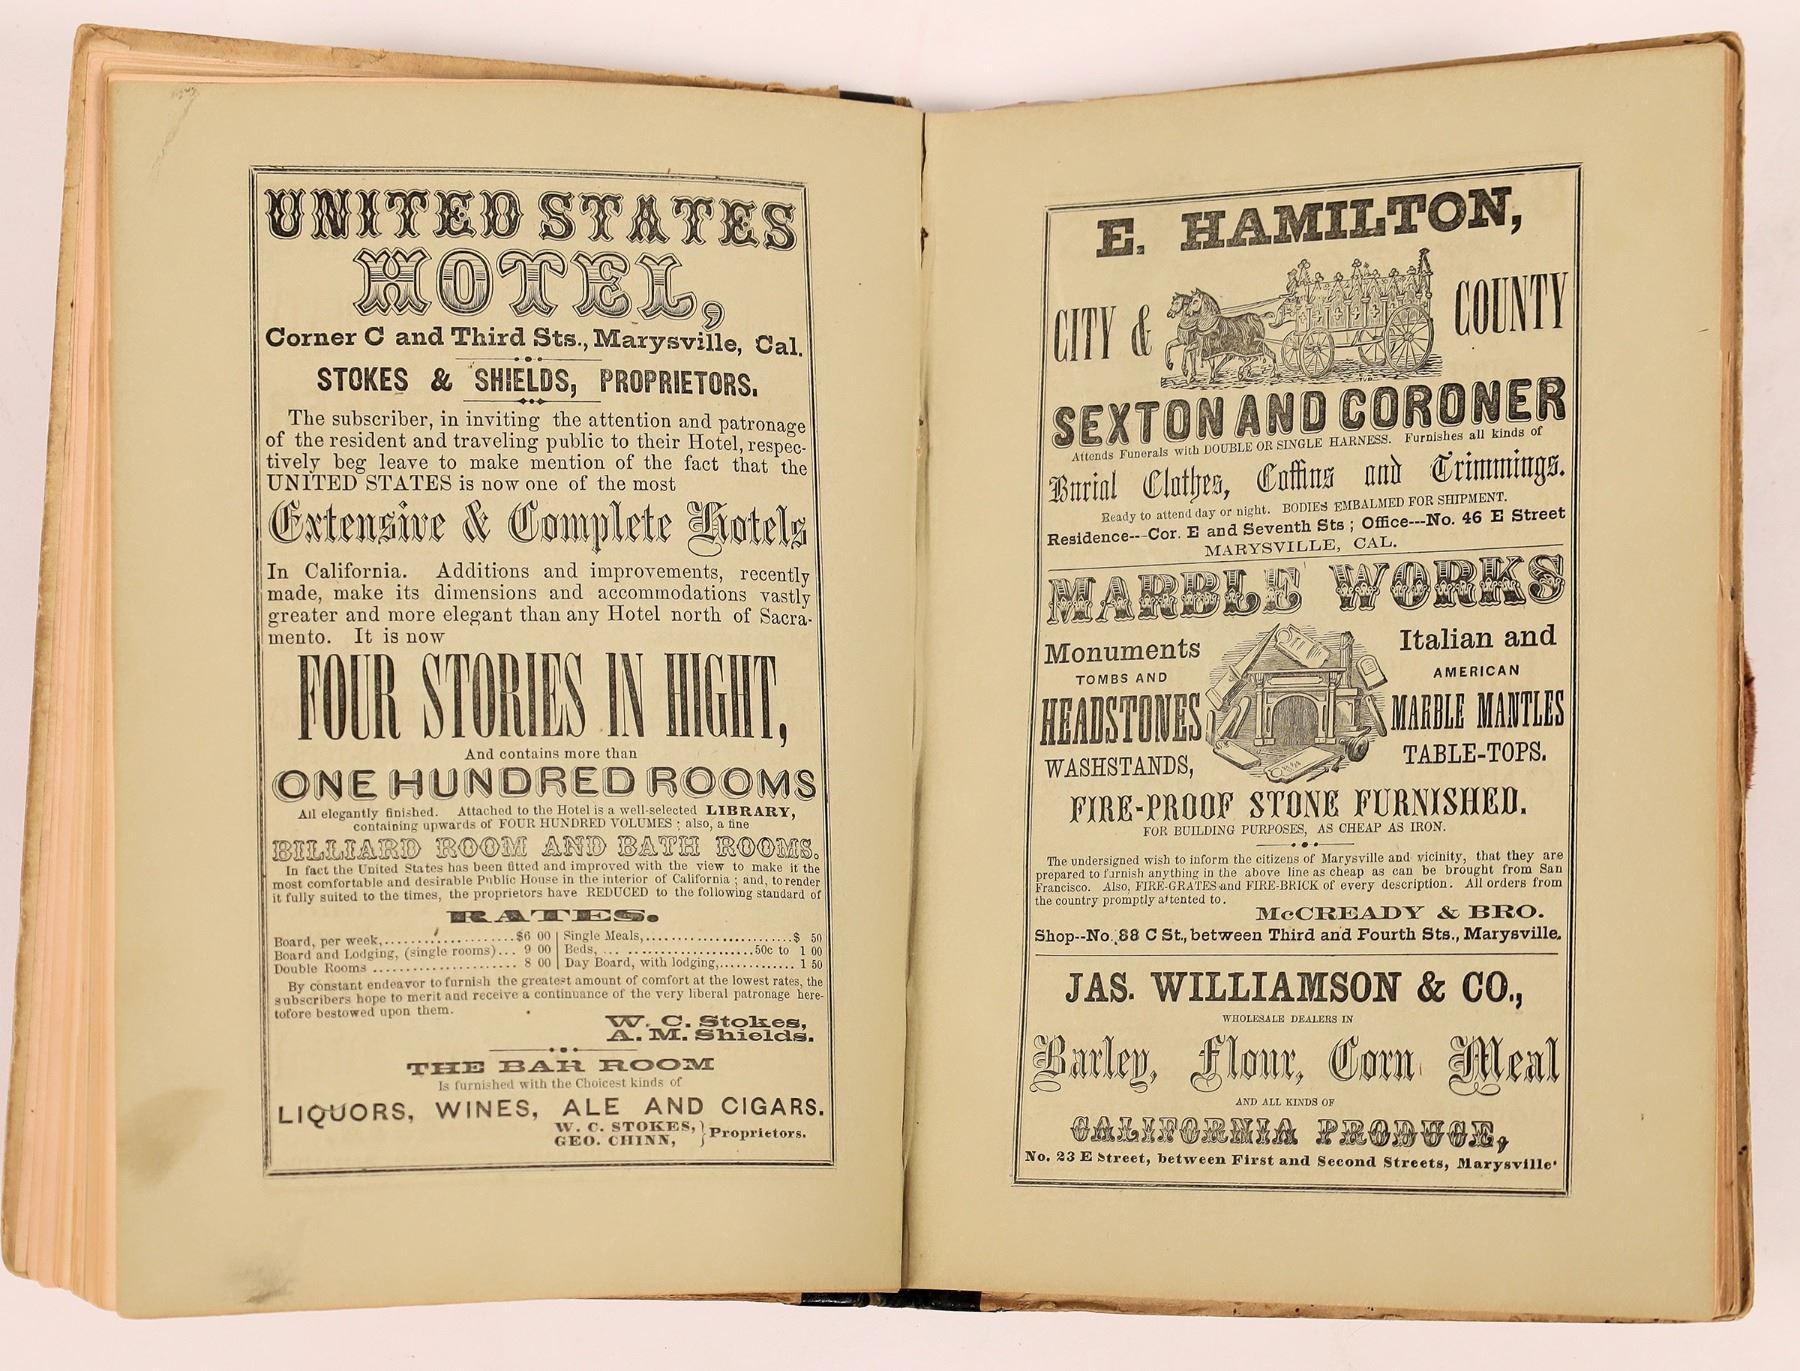 UNITED STATES
HOTEL,
Corner C and Third Sts., Marysville, Cal.
STOKES & SHIELDS, PROPRIETORS.
The subscriber, in inviting the attention and patronage
of the resident and traveling public to their Hotel, respec-
tively beg leave to make mention of the fact that the
UNITED STATES is now one of the most
Extensive & Complete Hotels
In California. Additions and improvements, recently
made, make its dimensions and accommodations vastly
greater and more elegant than any Hotel north of Sacra-
mento. It is now
FOUR STORIES IN HIGHT,
And contains more than
ONE HUNDRED ROOMS
All elegantly finished. Attached to the Hotel is a well-selected LIBRARY,
containing upwards of FOUR HUNDRED VOLUMES; also, a fine
BILLIARD ROOM AND BATH ROOMS.
In fact the United States has been fitted and improved with the view to make it the
most comfortable and desirable Public House in the interior of California; and, to render
it fully suited to the times, the proprietors have REDUCED to the following standard of
RATES.
Board, per week,..............$6 00 | Single Meals,......................$ 50
Board and Lodging, (single rooms)... 9 00 | Beds, ......................50c to 1 00
Double Rooms ...................... 8 00 | Day Board, with lodging,............ 1 50
By constant endeavor to furnish the greatest amount of comfort at the lowest rates, the
subscribers hope to merit and receive a continuance of the very liberal patronage here-
tofore bestowed upon them.
W. C. Stokes,
A. M. Shields.
THE BAR ROOM
Is furnished with the Choicest kinds of
LIQUORS, WINES, ALE AND CIGARS.
W. C. STOKES, } Proprietors.
GEO. CHINN,
E. HAMILTON,
CITY & COUNTY
SEXTON AND CORONER
Attends Funerals with DOUBLE OR SINGLE HARNESS. Furnishes all kinds of
Burial Clothes, Coffins and Trimmings.
Ready to attend day or night. BODIES EMBALMED FOR SHIPMENT.
Residence---Cor. E and Seventh Sts; Office---No. 46 E Street
MARYSVILLE, CAL.
MARBLE WORKS
Monuments
TOMBS AND
HEADSTONES
WASHSTANDS,
Italian and
AMERICAN
MARBLE MANTLES
TABLE-TOPS.
FIRE-PROOF STONE FURNISHED.
FOR BUILDING PURPOSES, AS CHEAP AS IRON.
The undersigned wish to inform the citizens of Marysville and vicinity, that they are
prepared to furnish anything in the above line as cheap as can be brought from San
Francisco. Also, FIRE-GRATES and FIRE-BRICK of every description. All orders from
the country promptly attented to.
McCREADY & BRO.
Shop--No. 88 C St., between Third and Fourth Sts., Marysville.
JAS. WILLIAMSON & CO.,
WHOLESALE DEALERS IN
Barley, Flour, Corn Meal
AND ALL KINDS OF
CALIFORNIA PRODUCE,
No. 23 E Street, between First and Second Streets, Marysville